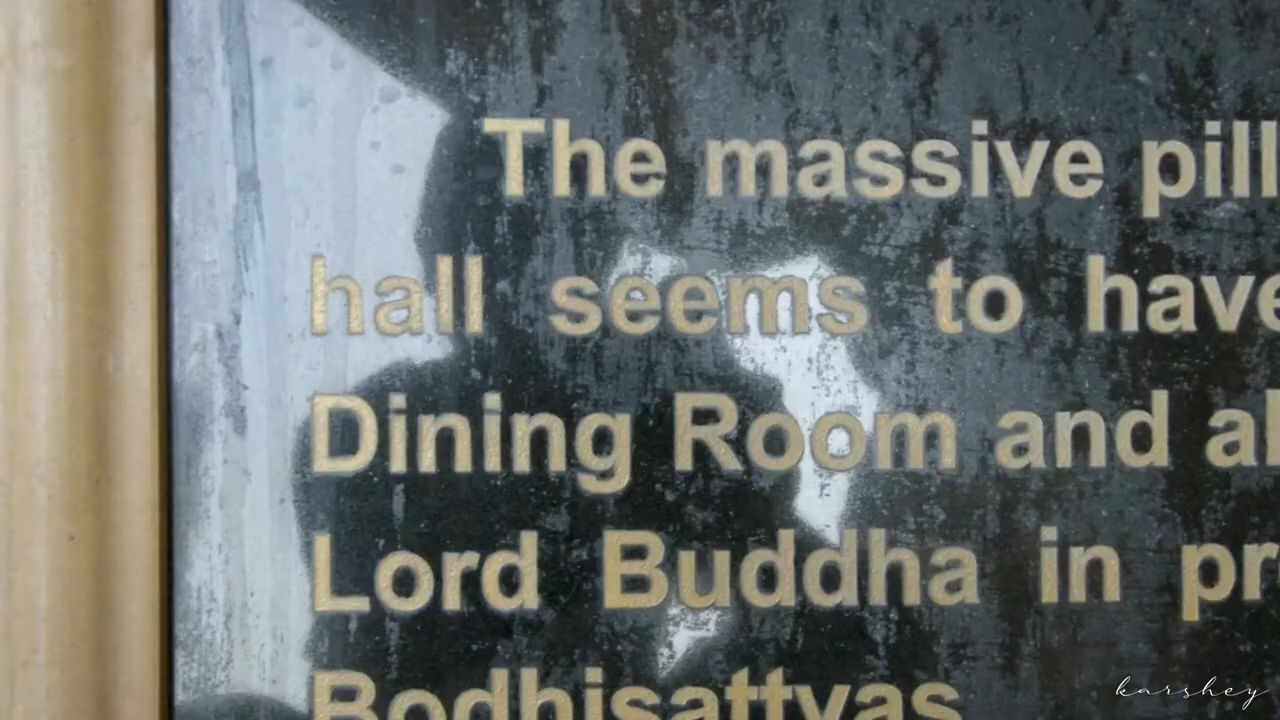 The massive pill
hall seems to have
Dining Room and al
Lord Buddha in pr
Bodhisattvas
karshey